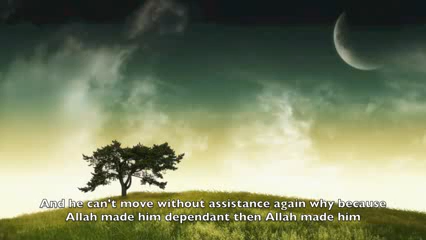 And he can't move without assistance again why because
Allah made him dependant then Allah made him